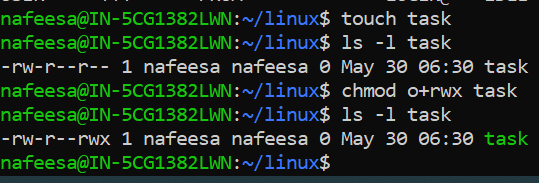 nafeesa@IN-5CG1382LWN:~/linux$ touch task
nafeesa@IN-5CG1382LWN:~/linux$ ls -l task
-rw-r--r-- 1 nafeesa nafeesa 0 May 30 06:30 task
nafeesa@IN-5CG1382LWN:~/linux$ chmod o+rwx task
nafeesa@IN-5CG1382LWN:~/linux$ ls -l task
-rw-r--rwx 1 nafeesa nafeesa 0 May 30 06:30 task
nafeesa@IN-5CG1382LWN:~/linux$